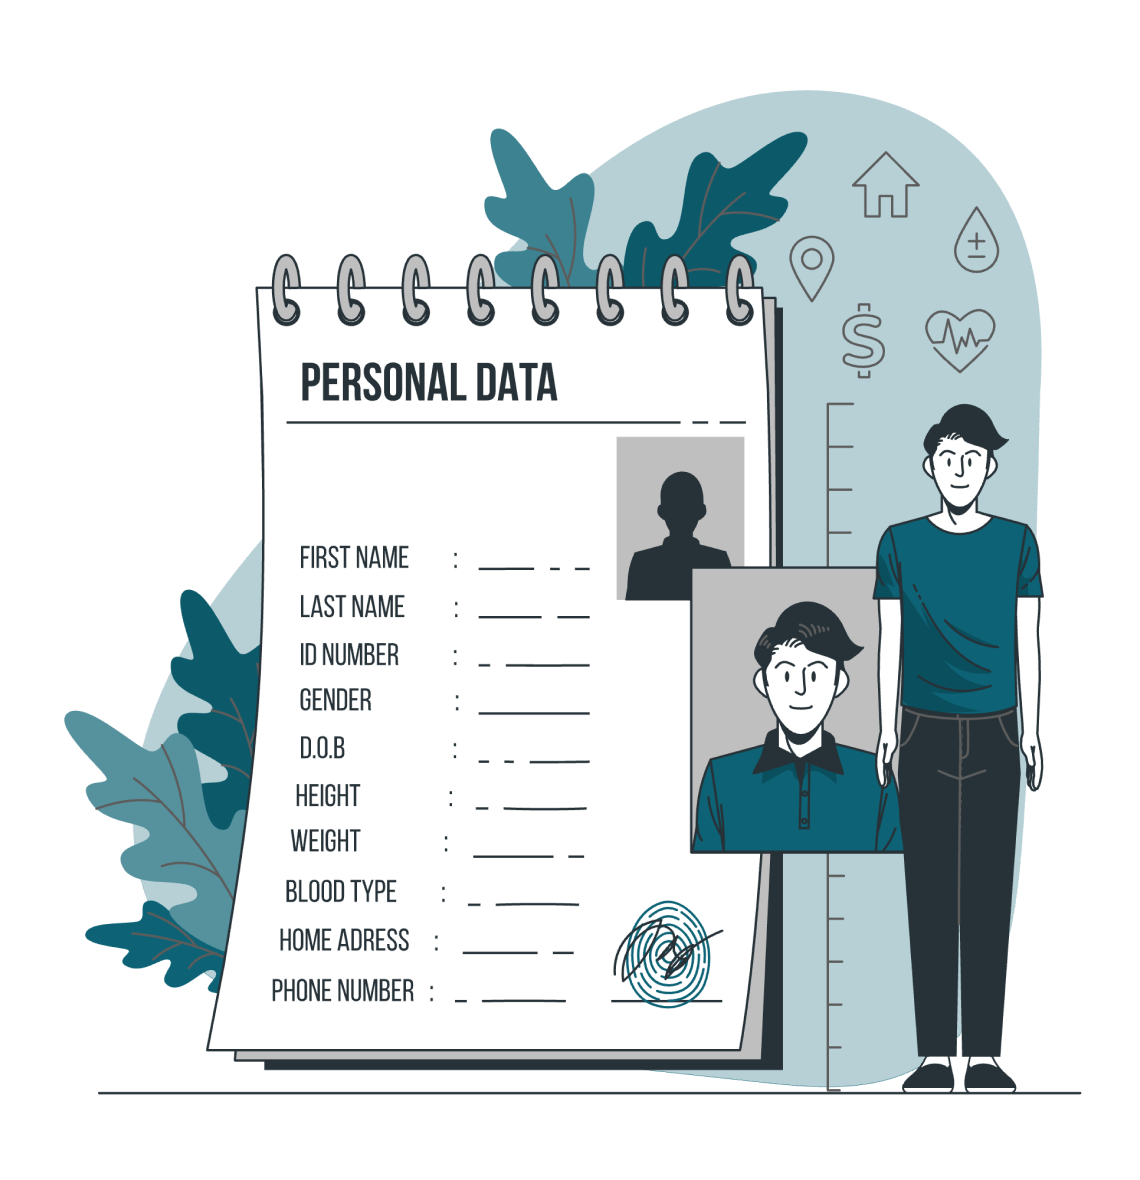 PERSONAL DATA
FIRST NAME :
LAST NAME :
ID NUMBER :
GENDER :
D.O.B :
HEIGHT :
WEIGHT :
BLOOD TYPE :
HOME ADRESS :
PHONE NUMBER :